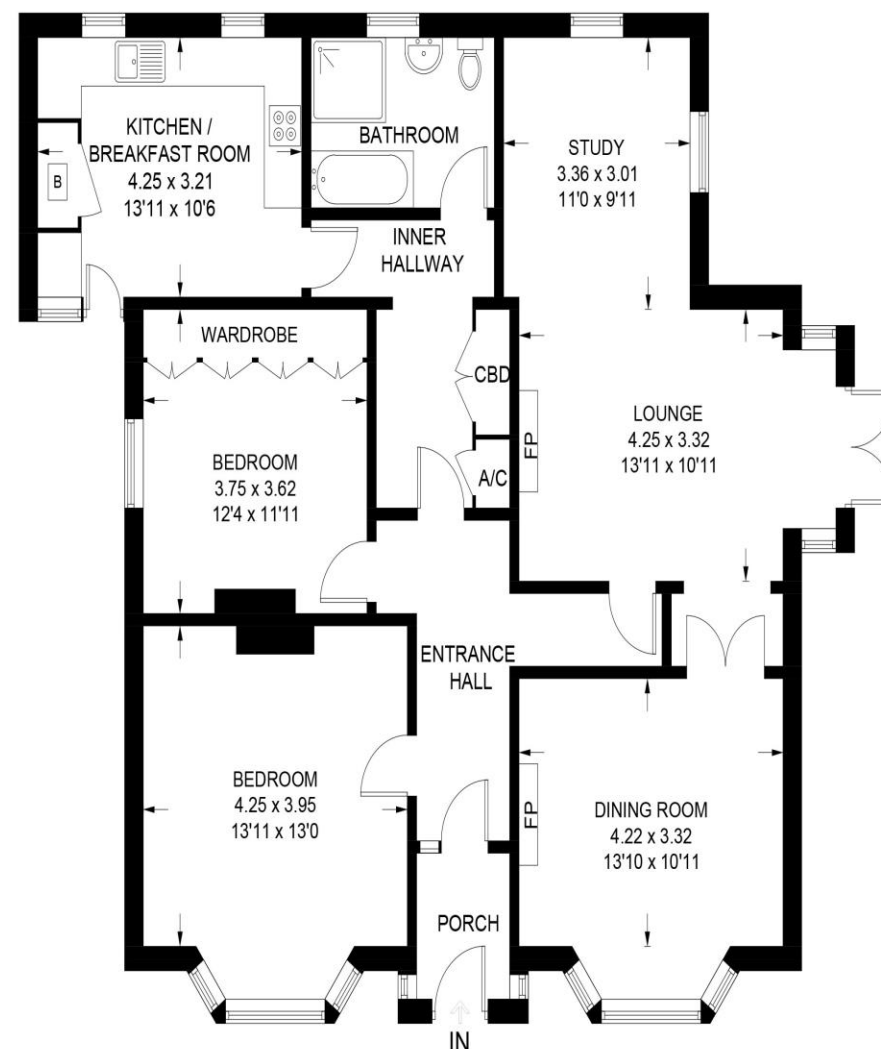 KITCHEN /
BREAKFAST ROOM
4.25 x 3.21
13'11 x 10'6
B
BATHROOM
STUDY
3.36 x 3.01
11'0 x 9'11
INNER
HALLWAY
WARDROBE
CBD
A/C
BEDROOM
3.75 x 3.62
12'4 x 11'11
FP
LOUNGE
4.25 x 3.32
13'11 x 10'11
ENTRANCE
HALL
BEDROOM
4.25 x 3.95
13'11 x 13'0
FP
DINING ROOM
4.22 x 3.32
13'10 x 10'11
PORCH
IN